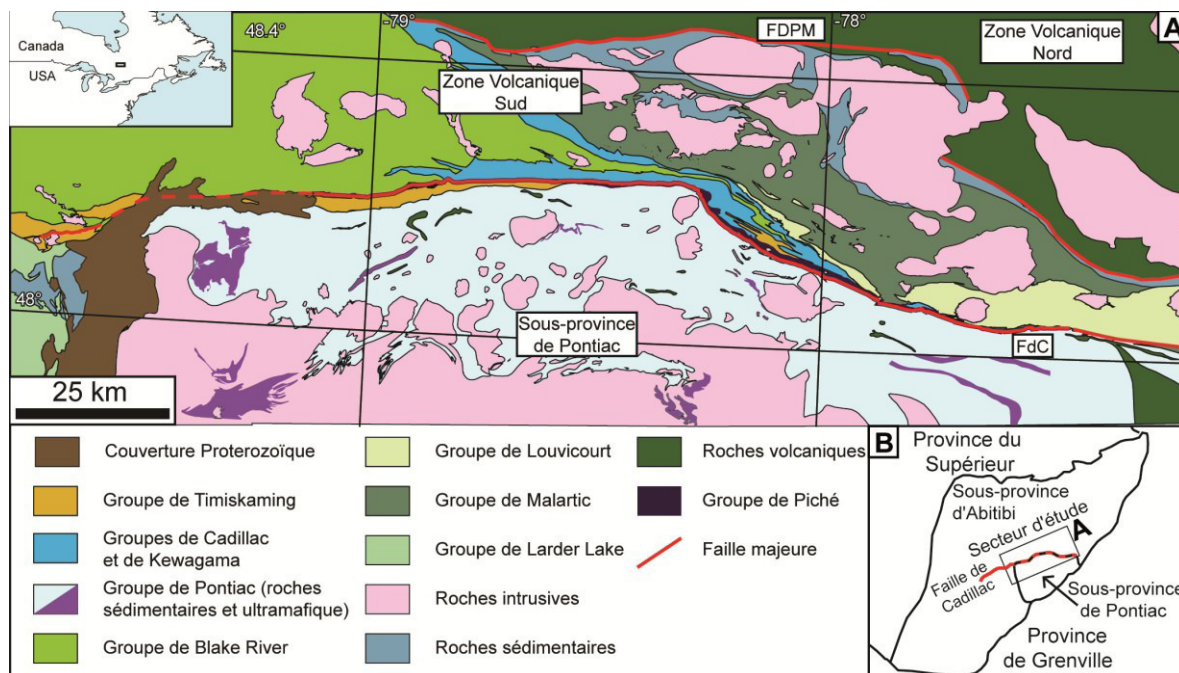 Canada
USA
48.4°
-79°
FDPM
-78°
Zone Volcanique
Nord
A
Zone Volcanique
Sud
48°
Sous-province
de Pontiac
FdC
25 km
Couverture Proterozoïque
Groupe de Timiskaming
Groupes de Cadillac
et de Kewagama
Groupe de Pontiac (roches
sédimentaires et ultramafique)
Groupe de Blake River
Groupe de Louvicourt
Groupe de Malartic
Groupe de Larder Lake
Roches intrusives
Roches sédimentaires
Roches volcaniques
Groupe de Piché
Faille majeure
B
Province du
Supérieur
Sous-province
d'Abitibi
Secteur d'étude
A
Faille de
Cadillac
Sous-province
de Pontiac
Province
de Grenville